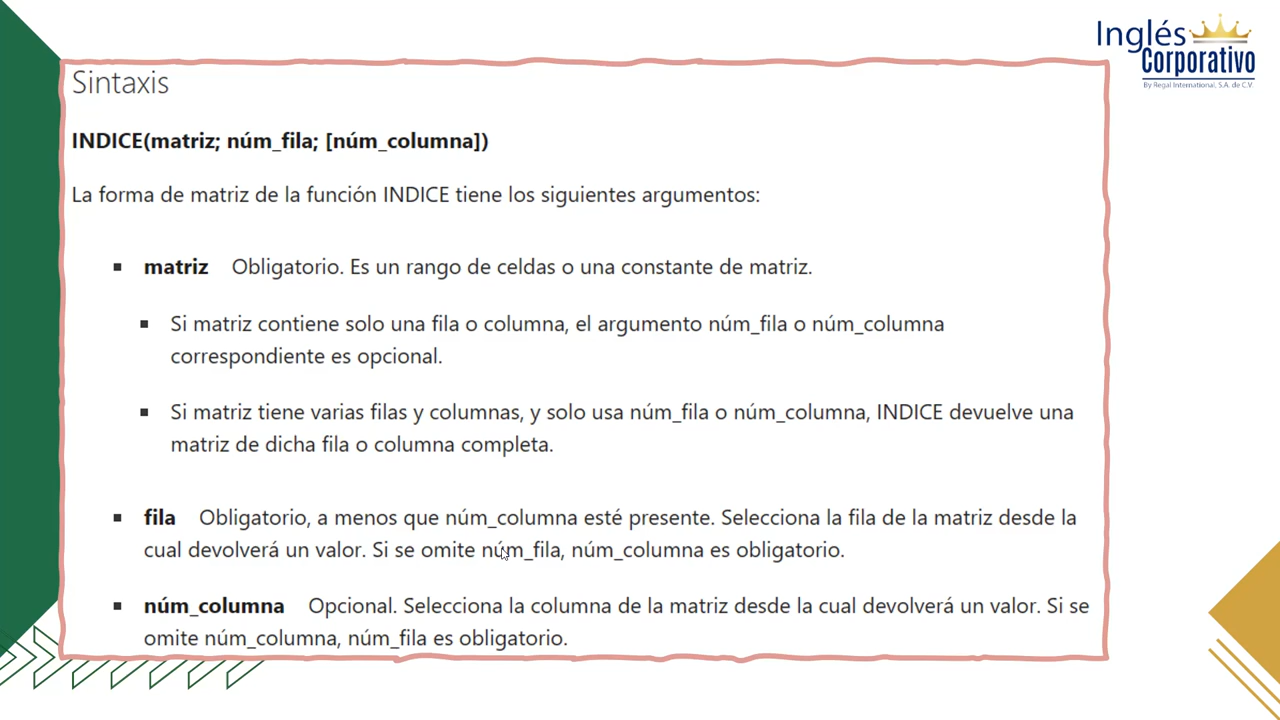 Inglés
Corporativo
By Regal International, S.A. de C.V.
Sintaxis
INDICE(matriz; núm_fila; [núm_columna])
La forma de matriz de la función INDICE tiene los siguientes argumentos:
▪ matriz Obligatorio. Es un rango de celdas o una constante de matriz.
▪ Si matriz contiene solo una fila o columna, el argumento núm_fila o núm_columna
correspondiente es opcional.
▪ Si matriz tiene varias filas y columnas, y solo usa núm_fila o núm_columna, INDICE devuelve una
matriz de dicha fila o columna completa.
▪ fila Obligatorio, a menos que núm_columna esté presente. Selecciona la fila de la matriz desde la
cual devolverá un valor. Si se omite núm_fila, núm_columna es obligatorio.
▪ núm_columna Opcional. Selecciona la columna de la matriz desde la cual devolverá un valor. Si se
omite núm_columna, núm_fila es obligatorio.